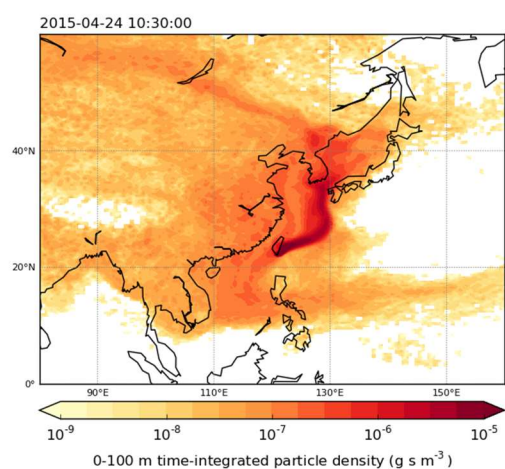 2015-04-24 10:30:00
40°N
20°N
0°
90°E 110°E 130°E 150°E
10⁻⁹ 10⁻⁸ 10⁻⁷ 10⁻⁶ 10⁻⁵
0-100 m time-integrated particle density (g s m⁻³)